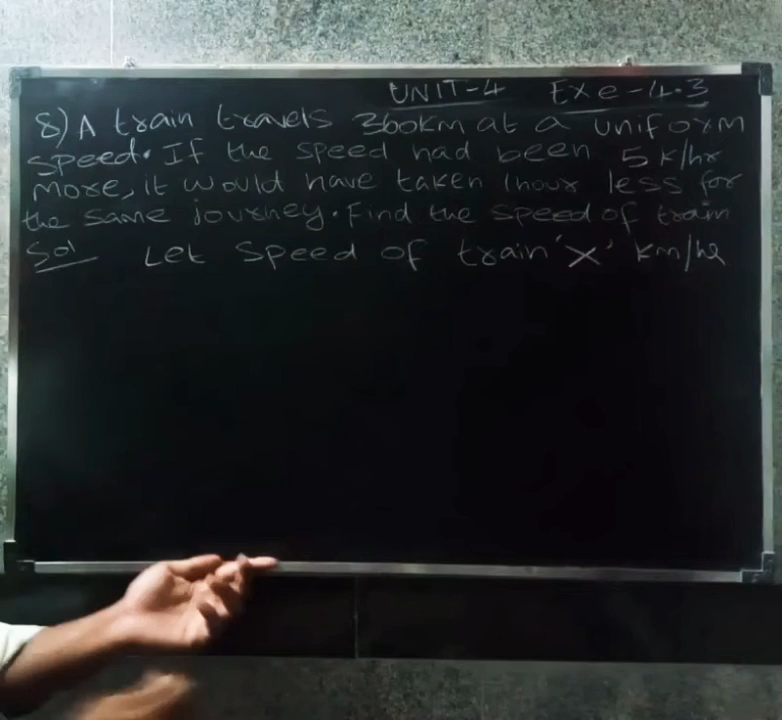 UNIT-4 Exe-4.3
8) A train travels 360km at a uniform
speed. If the speed had been 5 k/hr
more, it would have taken 1hour less for
the same journey. Find the speed of train
Sol Let Speed of train 'x' km/hr